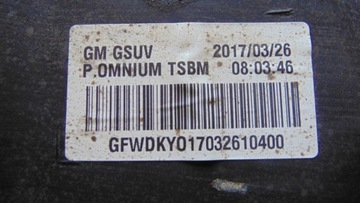 GM GSUV 2017/03/26
P.OMNIUM TSBM 08:03:46
GFWDKY017032610400